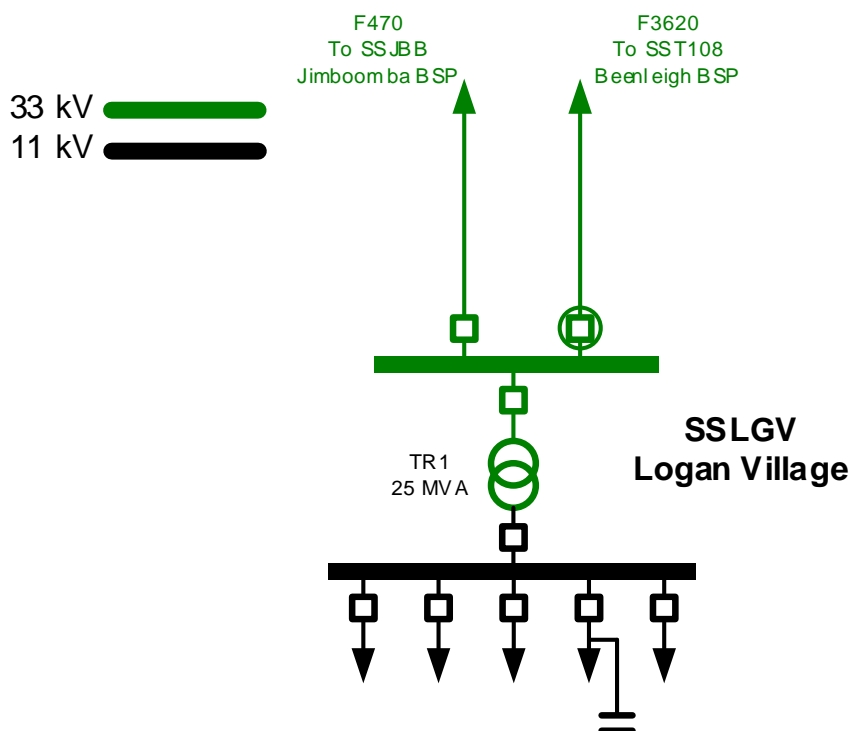 F470
To SSJBB
Jimboomba BSP
F3620
To SST108
Beenleigh BSP
33 kV
11 kV
SSLGV
Logan Village
TR1
25 MVA